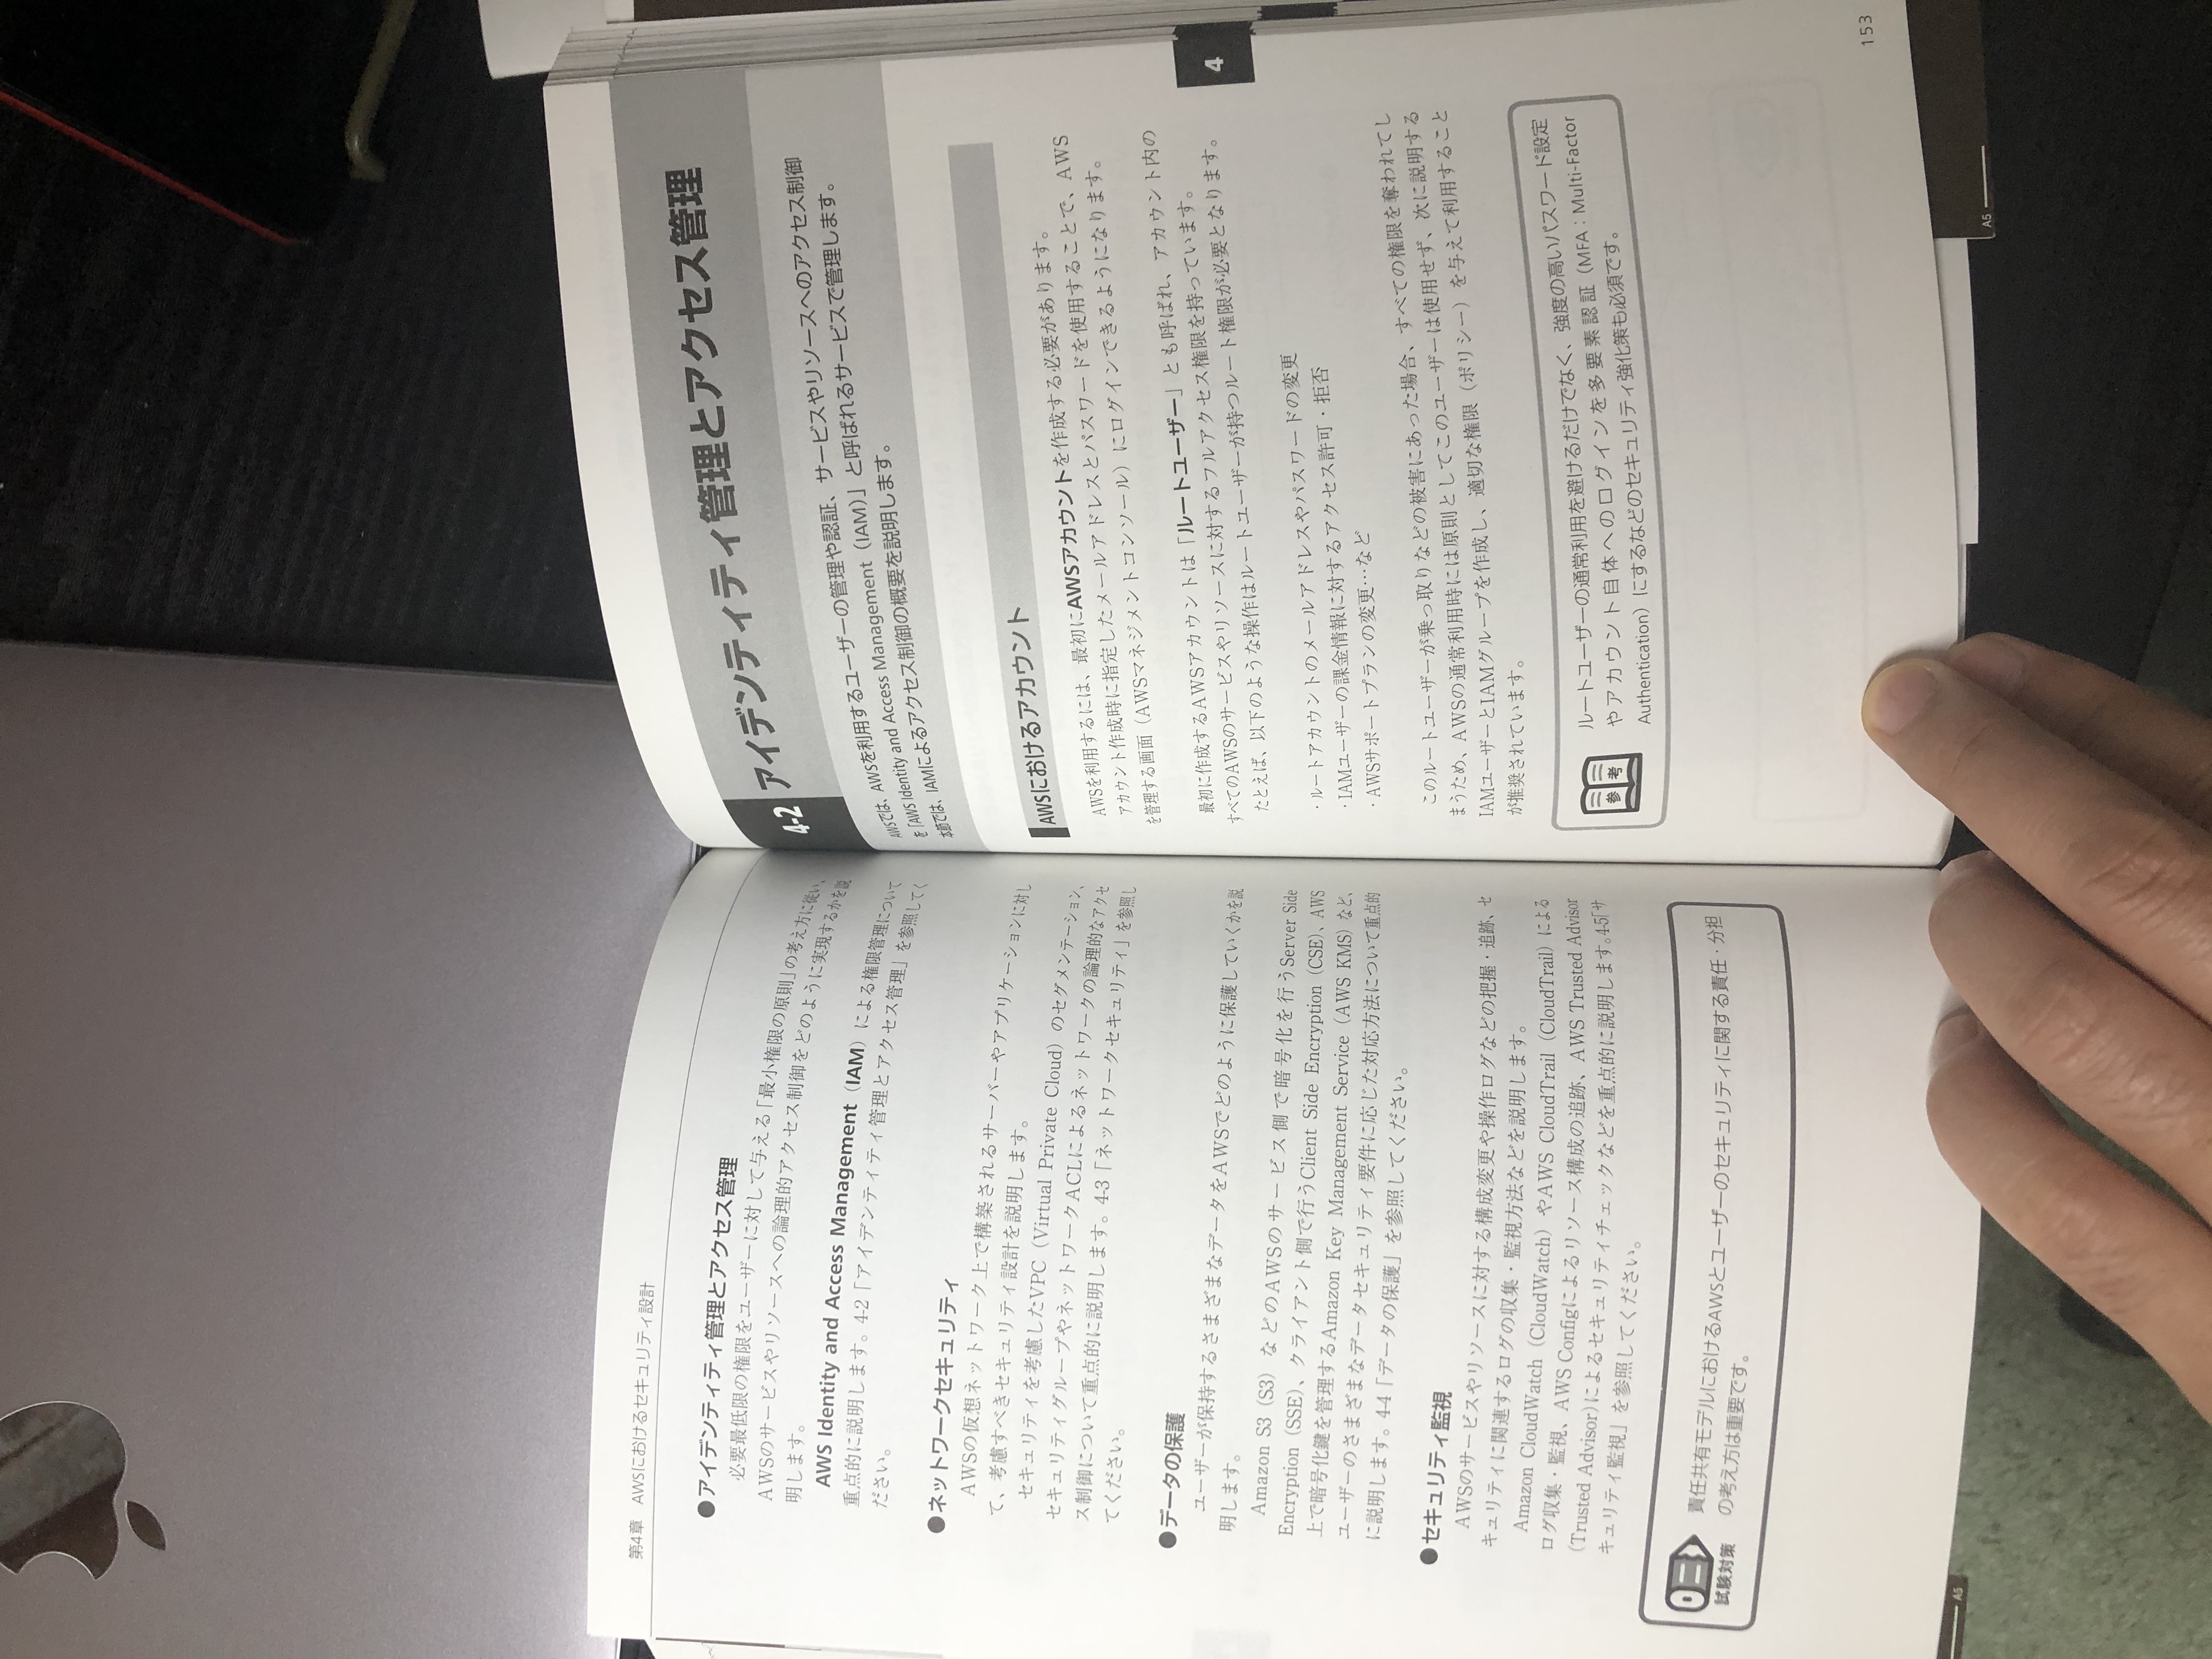 第4章 AWSにおけるセキュリティ設計
●アイデンティティ管理とアクセス管理
必要最低限の権限をユーザーに対して与える「最小権限の原則」の考え方に従い、
AWSのサービスやリソースへの論理的アクセス制御をどのように実現するかを説
明します。
AWS Identity and Access Management（IAM）による権限管理について
重点的に説明します。4-2「アイデンティティ管理とアクセス管理」を参照してく
ださい。
●ネットワークセキュリティ
AWSの仮想ネットワーク上で構築されるサーバーやアプリケーションに対し
て、考慮すべきセキュリティ設計を説明します。
セキュリティを考慮したVPC（Virtual Private Cloud）のセグメンテーション、
セキュリティグループやネットワークACLによるネットワークの論理的なアクセ
ス制御について重点的に説明します。4-3「ネットワークセキュリティ」を参照し
てください。
●データの保護
ユーザーが保持するさまざまなデータをAWSでどのように保護していくかを説
明します。
Amazon S3（S3）などのAWSのサービス側で暗号化を行うServer Side
Encryption（SSE）、クライアント側で行うClient Side Encryption（CSE）、AWS
上で暗号化鍵を管理するAmazon Key Management Service（AWS KMS）など、
ユーザーのさまざまなデータセキュリティ要件に応じた対応方法について重点的
に説明します。4-4「データの保護」を参照してください。
●セキュリティ監視
AWSのサービスやリソースに対する構成変更や操作ログなどの把握・追跡、セ
キュリティに関連するログの収集・監視方法などを説明します。
Amazon CloudWatch（CloudWatch）やAWS CloudTrail（CloudTrail）による
ログ収集・監視、AWS Configによるリソース構成の追跡、AWS Trusted Advisor
（Trusted Advisor）によるセキュリティチェックなどを重点的に説明します。4-5「セ
キュリティ監視」を参照してください。
試験対策
責任共有モデルにおけるAWSとユーザーのセキュリティに関する責任・分担
の考え方は重要です。
A5
4-2 アイデンティティ管理とアクセス管理
AWSでは、AWSを利用するユーザーの管理や認証、サービスやリソースへのアクセス制御
を「AWS Identity and Access Management（IAM）」と呼ばれるサービスで管理します。
本節では、IAMによるアクセス制御の概要を説明します。
AWSにおけるアカウント
AWSを利用するには、最初にAWSアカウントを作成する必要があります。
アカウント作成時に指定したメールアドレスとパスワードを使用することで、AWS
を管理する画面（AWSマネジメントコンソール）にログインできるようになります。
最初に作成するAWSアカウントは「ルートユーザー」とも呼ばれ、アカウント内の
すべてのAWSのサービスやリソースに対するフルアクセス権限を持っています。
たとえば、以下のような操作はルートユーザーが持つルート権限が必要となります。
・ルートアカウントのメールアドレスやパスワードの変更
・IAMユーザーの課金情報に対するアクセス許可・拒否
・AWSサポートプランの変更…など
このルートユーザーが乗っ取りなどの被害にあった場合、すべての権限を奪われてし
まうため、AWSの通常利用時には原則としてこのユーザーは使用せず、次に説明する
IAMユーザーとIAMグループを作成し、適切な権限（ポリシー）を与えて利用すること
が推奨されています。
参考
ルートユーザーの通常利用を避けるだけでなく、強度の高いパスワード設定
やアカウント自体へのログインを多要素認証（MFA：Multi-Factor
Authentication）にするなどのセキュリティ強化策も必須です。
4
153
A5